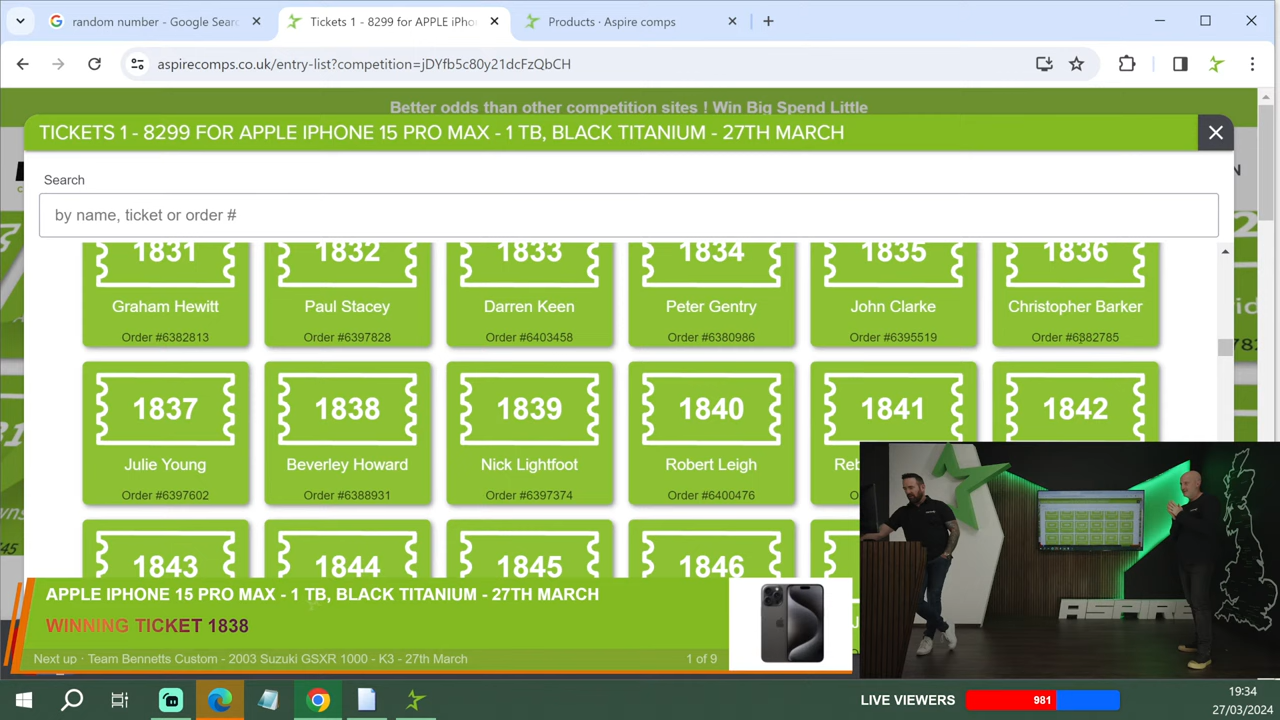 random number - Google Searc
Tickets 1 - 8299 for APPLE iPho
Products · Aspire comps
aspirecomps.co.uk/entry-list?competition=jDYfb5c80y21dcFzQbCH
Better odds than other competition sites ! Win Big Spend Little
TICKETS 1 - 8299 FOR APPLE IPHONE 15 PRO MAX - 1 TB, BLACK TITANIUM - 27TH MARCH
Search
by name, ticket or order #
1831 1832 1833 1834 1835 1836
Graham Hewitt Paul Stacey Darren Keen Peter Gentry John Clarke Christopher Barker
Order #6382813 Order #6397828 Order #6403458 Order #6380986 Order #6395519 Order #6382785
1837 1838 1839 1840 1841 1842
Julie Young Beverley Howard Nick Lightfoot Robert Leigh Reb
Order #6397602 Order #6388931 Order #6397374 Order #6400476
1843 1844 1845 1846
APPLE IPHONE 15 PRO MAX - 1 TB, BLACK TITANIUM - 27TH MARCH
WINNING TICKET 1838
Next up · Team Bennetts Custom - 2003 Suzuki GSXR 1000 - K3 - 27th March 1 of 9
ASPIRE
LIVE VIEWERS 981
19:34
27/03/2024